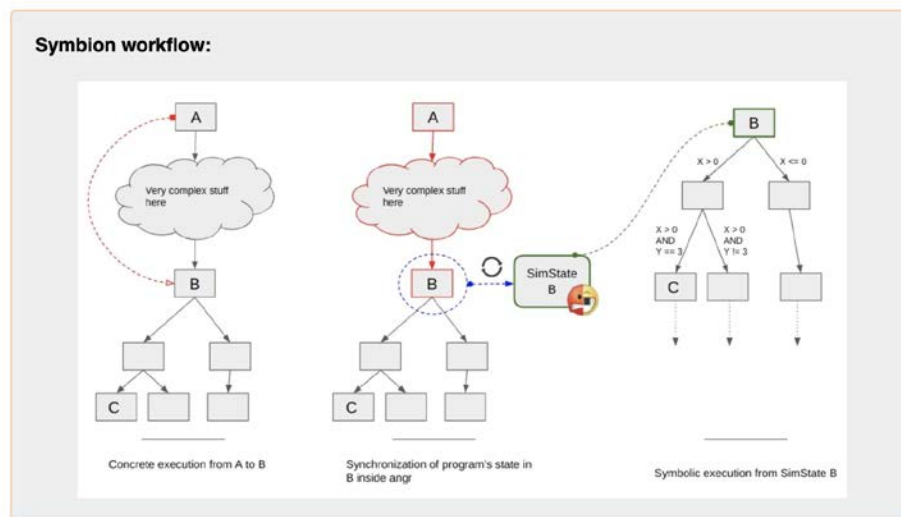 Symbion workflow:
A
Very complex stuff
here
B
C
Concrete execution from A to B
A
Very complex stuff
here
B
SimState
B
C
Synchronization of program's state in
B inside angr
B
X > 0
X <= 0
X > 0
AND
Y == 3
X > 0
AND
Y != 3
C
Symbolic execution from SimState B